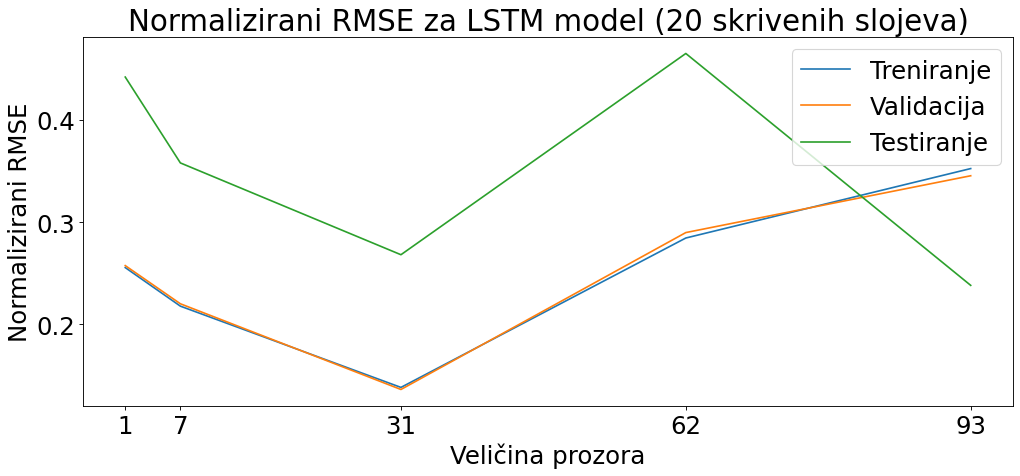 Normalizirani RMSE za LSTM model (20 skrivenih slojeva)
Treniranje
Validacija
Testiranje
Normalizirani RMSE
0.4
0.3
0.2
1 7 31 62 93
Veličina prozora